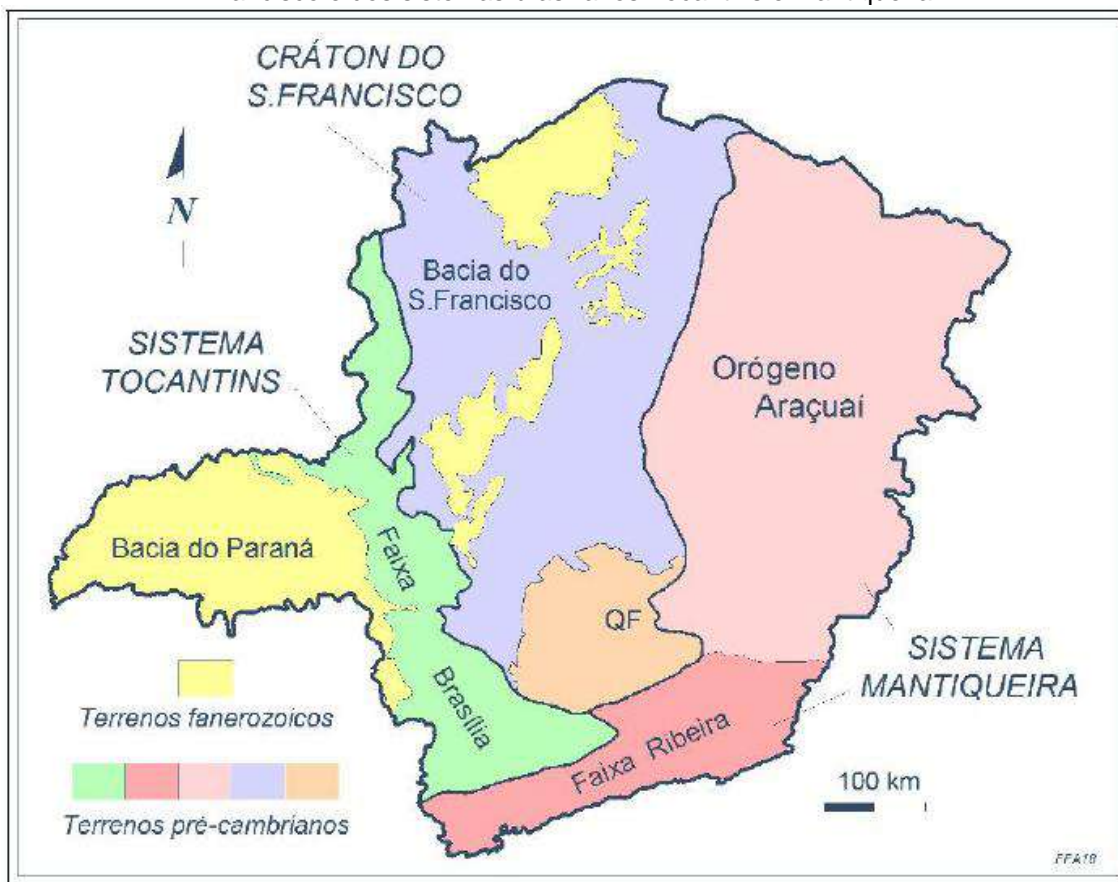 CRÁTON DO
S.FRANCISCO
N
Bacia do
S.Francisco
SISTEMA
TOCANTINS
Orógeno
Araçuaí
Bacia do Paraná
Faixa
Brasília
QF
SISTEMA
MANTIQUEIRA
Faixa Ribeira
Terrenos fanerozoicos
Terrenos pré-cambrianos
100 km